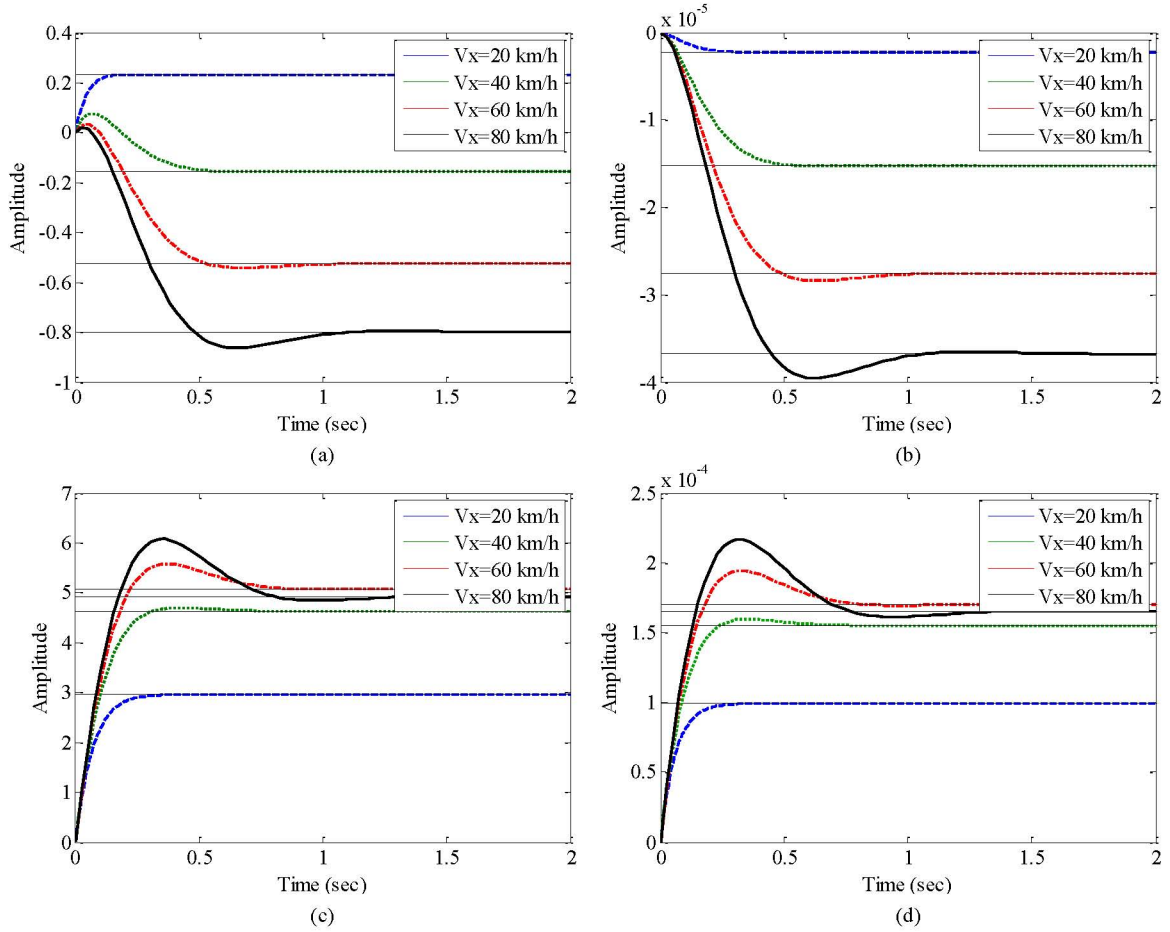 0.4
0.2
0
-0.2
-0.4
-0.6
-0.8
-1
Amplitude
0
0.5
1
1.5
2
Time (sec)
Vx=20 km/h
Vx=40 km/h
Vx=60 km/h
Vx=80 km/h
(a)
x 10-5
0
-1
-2
-3
-4
Amplitude
0
0.5
1
1.5
2
Time (sec)
Vx=20 km/h
Vx=40 km/h
Vx=60 km/h
Vx=80 km/h
(b)
7
6
5
4
3
2
1
0
Amplitude
0
0.5
1
1.5
2
Time (sec)
Vx=20 km/h
Vx=40 km/h
Vx=60 km/h
Vx=80 km/h
(c)
x 10-4
2.5
2
1.5
1
0.5
0
Amplitude
0
0.5
1
1.5
2
Time (sec)
Vx=20 km/h
Vx=40 km/h
Vx=60 km/h
Vx=80 km/h
(d)